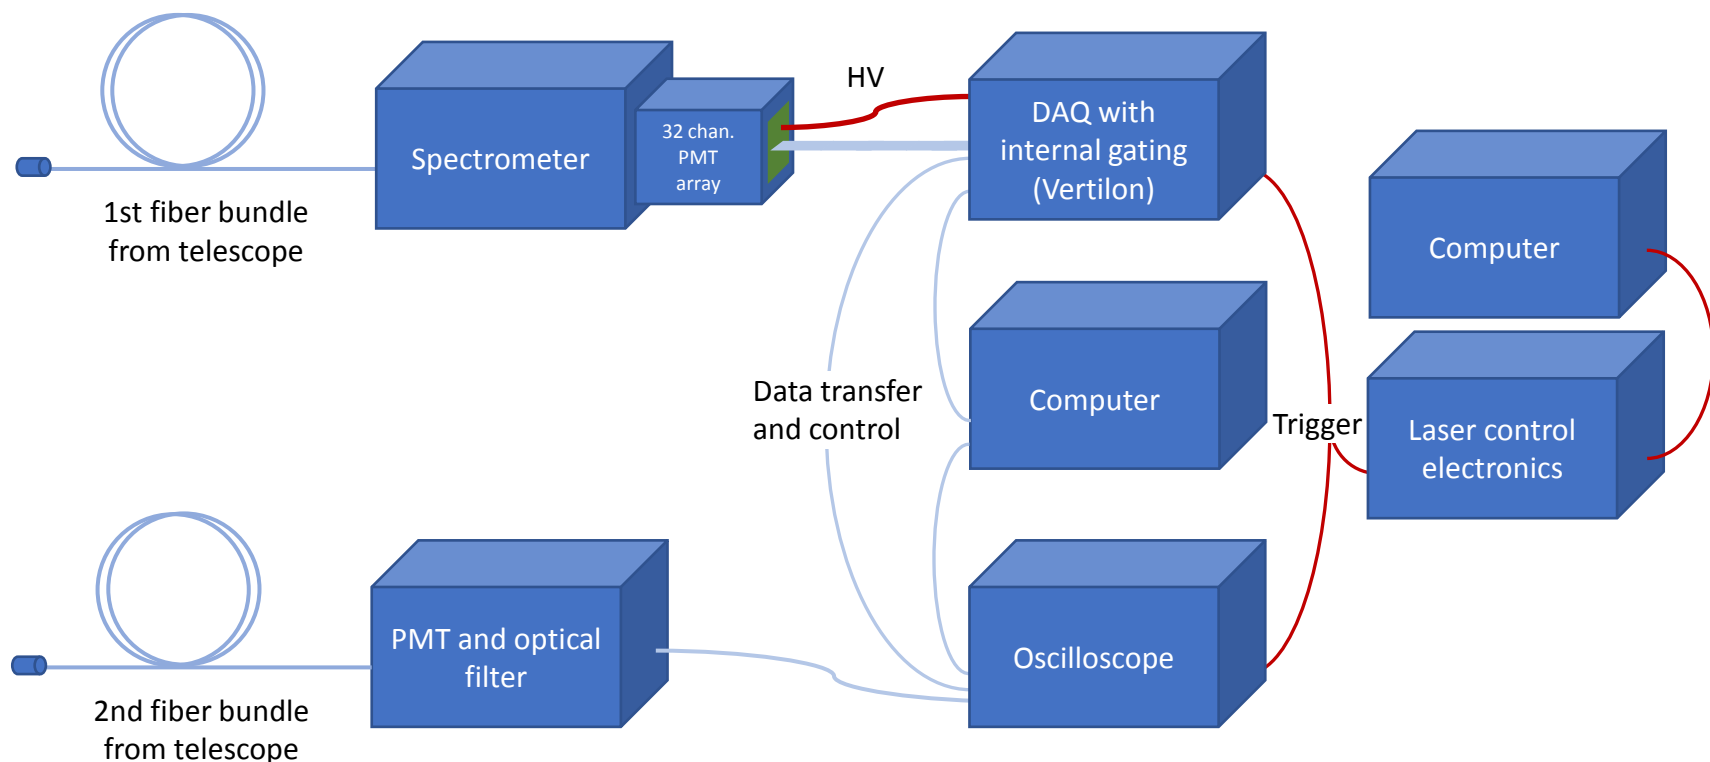 HV
DAQ with
internal gating
(Vertilon)
32 chan.
PMT
array
Spectrometer
1st fiber bundle
from telescope
Computer
Data transfer
and control
Computer
Trigger
Laser control
electronics
PMT and optical
filter
Oscilloscope
2nd fiber bundle
from telescope